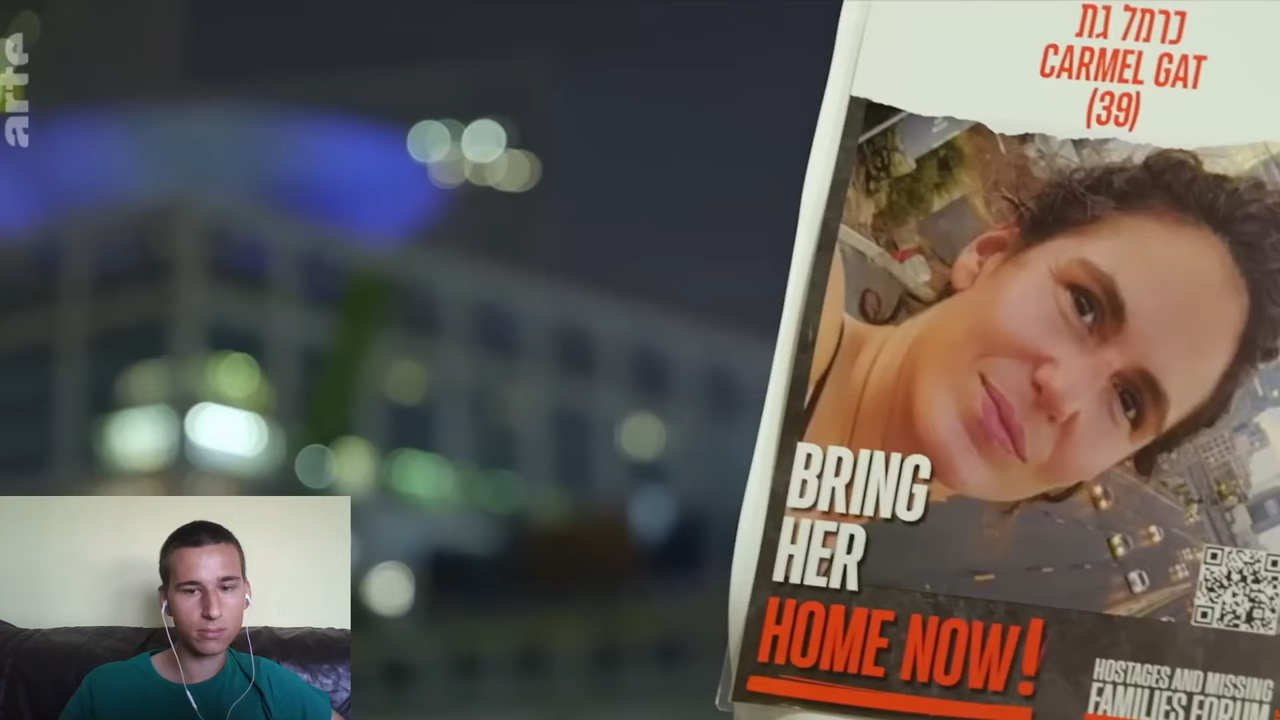 arte
כרמל גת
CARMEL GAT
(39)
BRING
HER
HOME NOW!
HOSTAGES AND MISSING
FAMILIES FORUM